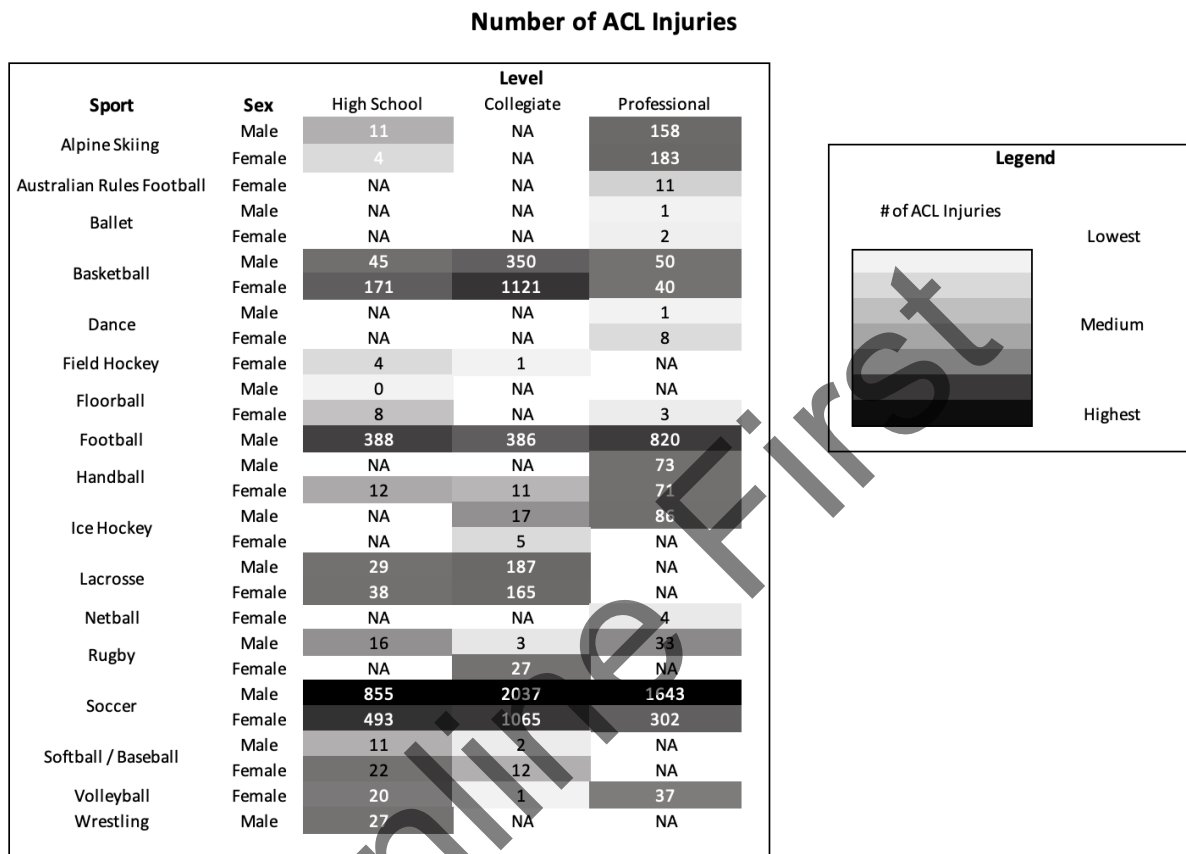 Number of ACL Injuries
Level
Sport Sex High School Collegiate Professional
Alpine Skiing Male 11 NA 158
Female 4 NA 183
Australian Rules Football Female NA NA 11
Ballet Male NA NA 1
Female NA NA 2
Basketball Male 45 350 50
Female 171 1121 40
Dance Male NA NA 1
Female NA NA 8
Field Hockey Female 4 1 NA
Floorball Male 0 NA NA
Female 8 NA 3
Football Male 388 386 820
Handball Male NA NA 73
Female 12 11 71
Ice Hockey Male NA 17 86
Female NA 5 NA
Lacrosse Male 29 187 NA
Female 38 165 NA
Netball Female NA NA 4
Rugby Male 16 3 33
Female NA 27 NA
Soccer Male 855 2037 1643
Female 493 1065 302
Softball / Baseball Male 11 2 NA
Female 22 12 NA
Volleyball Female 20 1 37
Wrestling Male 27 NA NA
Legend
# of ACL Injuries
Lowest
Medium
Highest
nline First